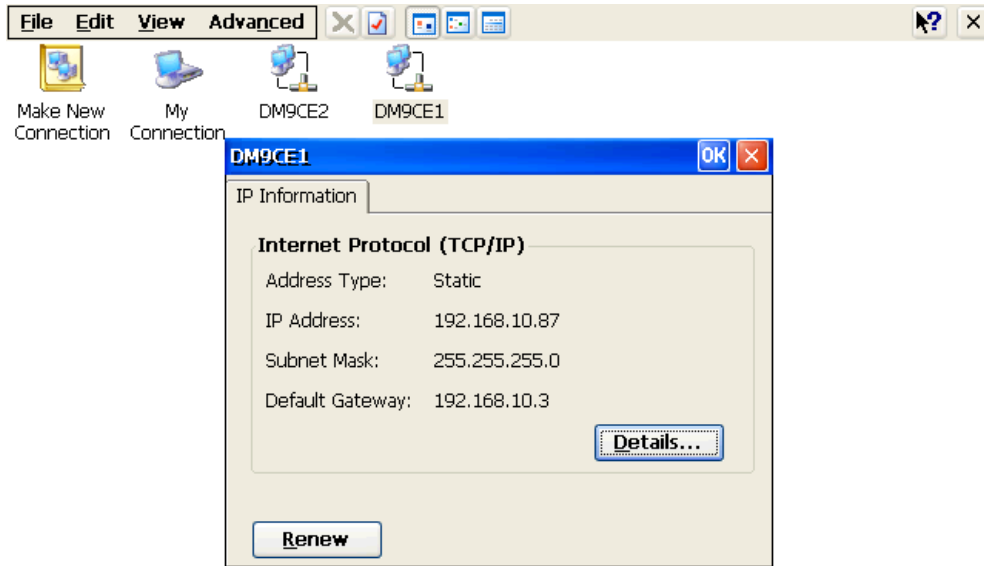 File Edit View Advanced
Make New Connection
My Connection
DM9CE2
DM9CE1
DM9CE1 OK
IP Information
Internet Protocol (TCP/IP)
Address Type: Static
IP Address: 192.168.10.87
Subnet Mask: 255.255.255.0
Default Gateway: 192.168.10.3
Details...
Renew